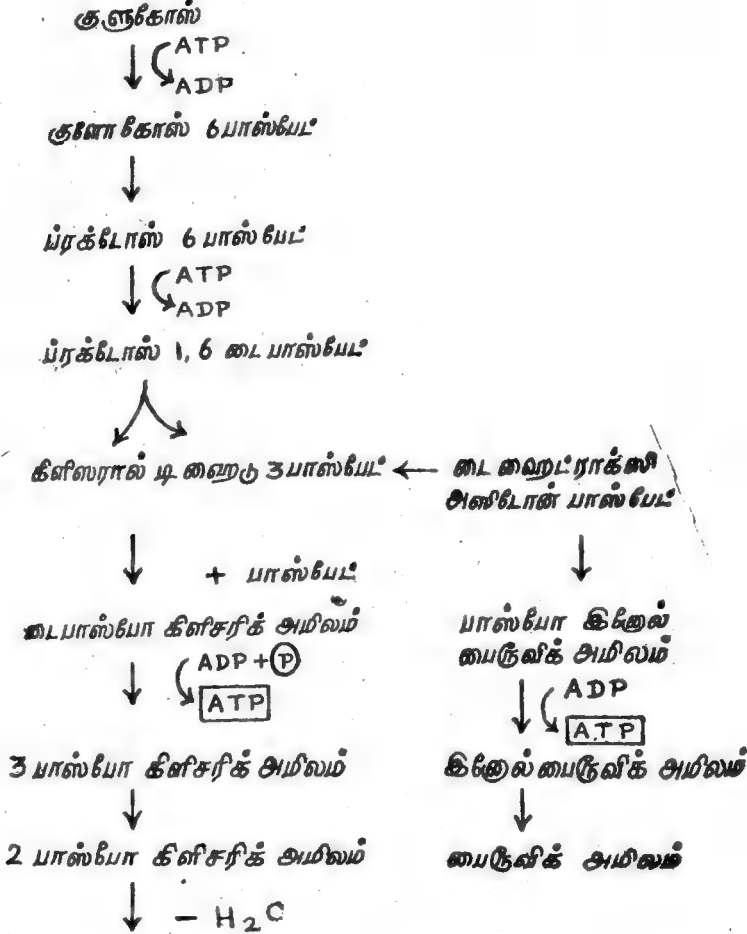 குளுகோஸ்
ATP
ADP
குளோகோஸ் 6 பாஸ்பேட்
ப்ரக்டோஸ் 6 பாஸ்பேட்
ATP
ADP
ப்ரக்டோஸ் 1, 6 டை பாஸ்பேட்
கிளிஸரால் டி ஹைடு 3 பாஸ்பேட் ← டை ஹைட்ராக்ஸி
அஸிடோன் பாஸ்பேட்
+ பாஸ்பேட்
டைபாஸ்போ கிளிசரிக் அமிலம்
ADP + P
ATP
3 பாஸ்போ கிளிசரிக் அமிலம்
2 பாஸ்போ கிளிசரிக் அமிலம்
- H2O
பாஸ்போ இனோல்
பைரூவிக் அமிலம்
ADP
ATP
இனோல் பைரூவிக் அமிலம்
பைரூவிக் அமிலம்